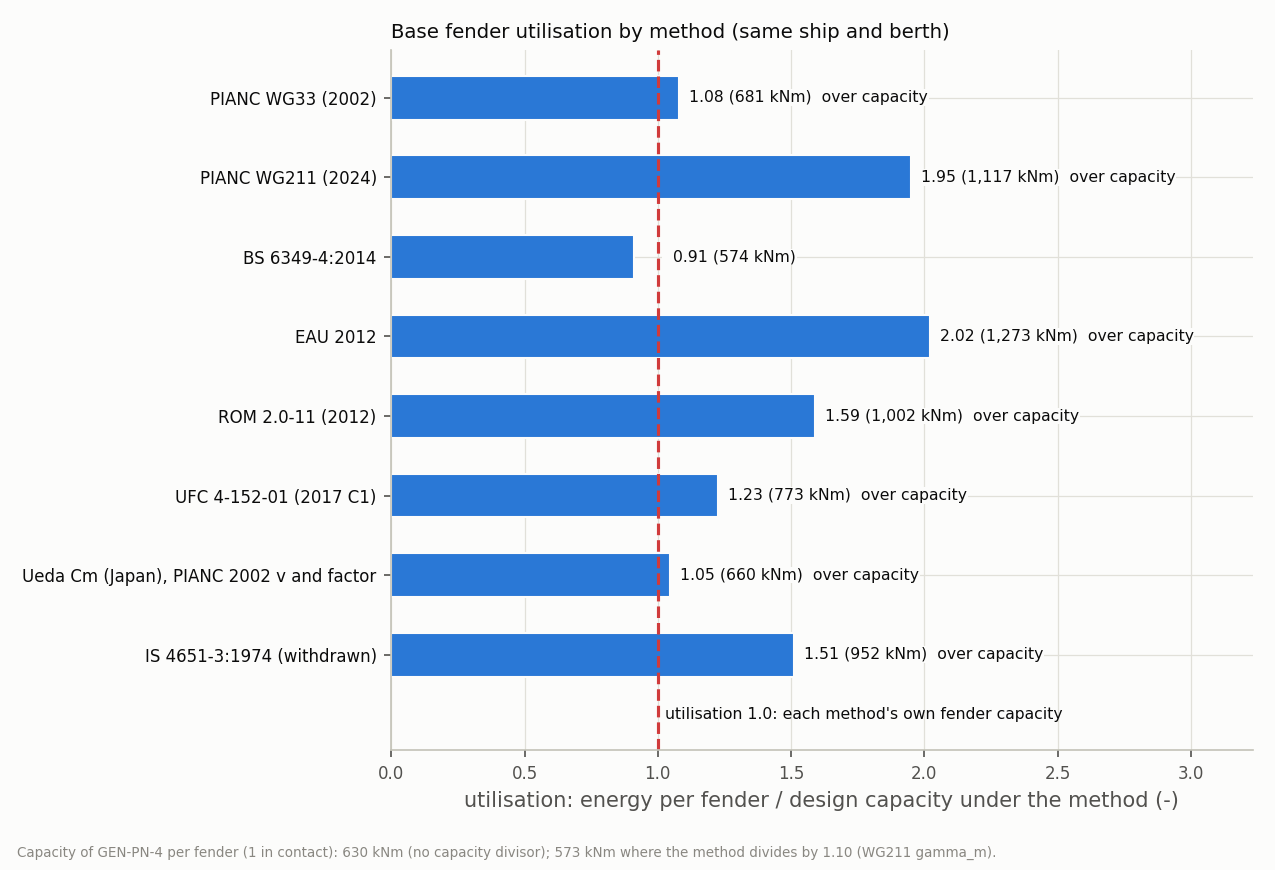 Base fender utilisation by method (same ship and berth)
PIANC WG33 (2002)
1.08 (681 kNm)  over capacity
PIANC WG211 (2024)
1.95 (1,117 kNm)  over capacity
BS 6349-4:2014
0.91 (574 kNm)
EAU 2012
2.02 (1,273 kNm)  over capacity
ROM 2.0-11 (2012)
1.59 (1,002 kNm)  over capacity
UFC 4-152-01 (2017 C1)
1.23 (773 kNm)  over capacity
Ueda Cm (Japan), PIANC 2002 v and factor
1.05 (660 kNm)  over capacity
IS 4651-3:1974 (withdrawn)
1.51 (952 kNm)  over capacity
utilisation 1.0: each method's own fender capacity
0.0 0.5 1.0 1.5 2.0 2.5 3.0
utilisation: energy per fender / design capacity under the method (-)
Capacity of GEN-PN-4 per fender (1 in contact): 630 kNm (no capacity divisor); 573 kNm where the method divides by 1.10 (WG211 gamma_m).